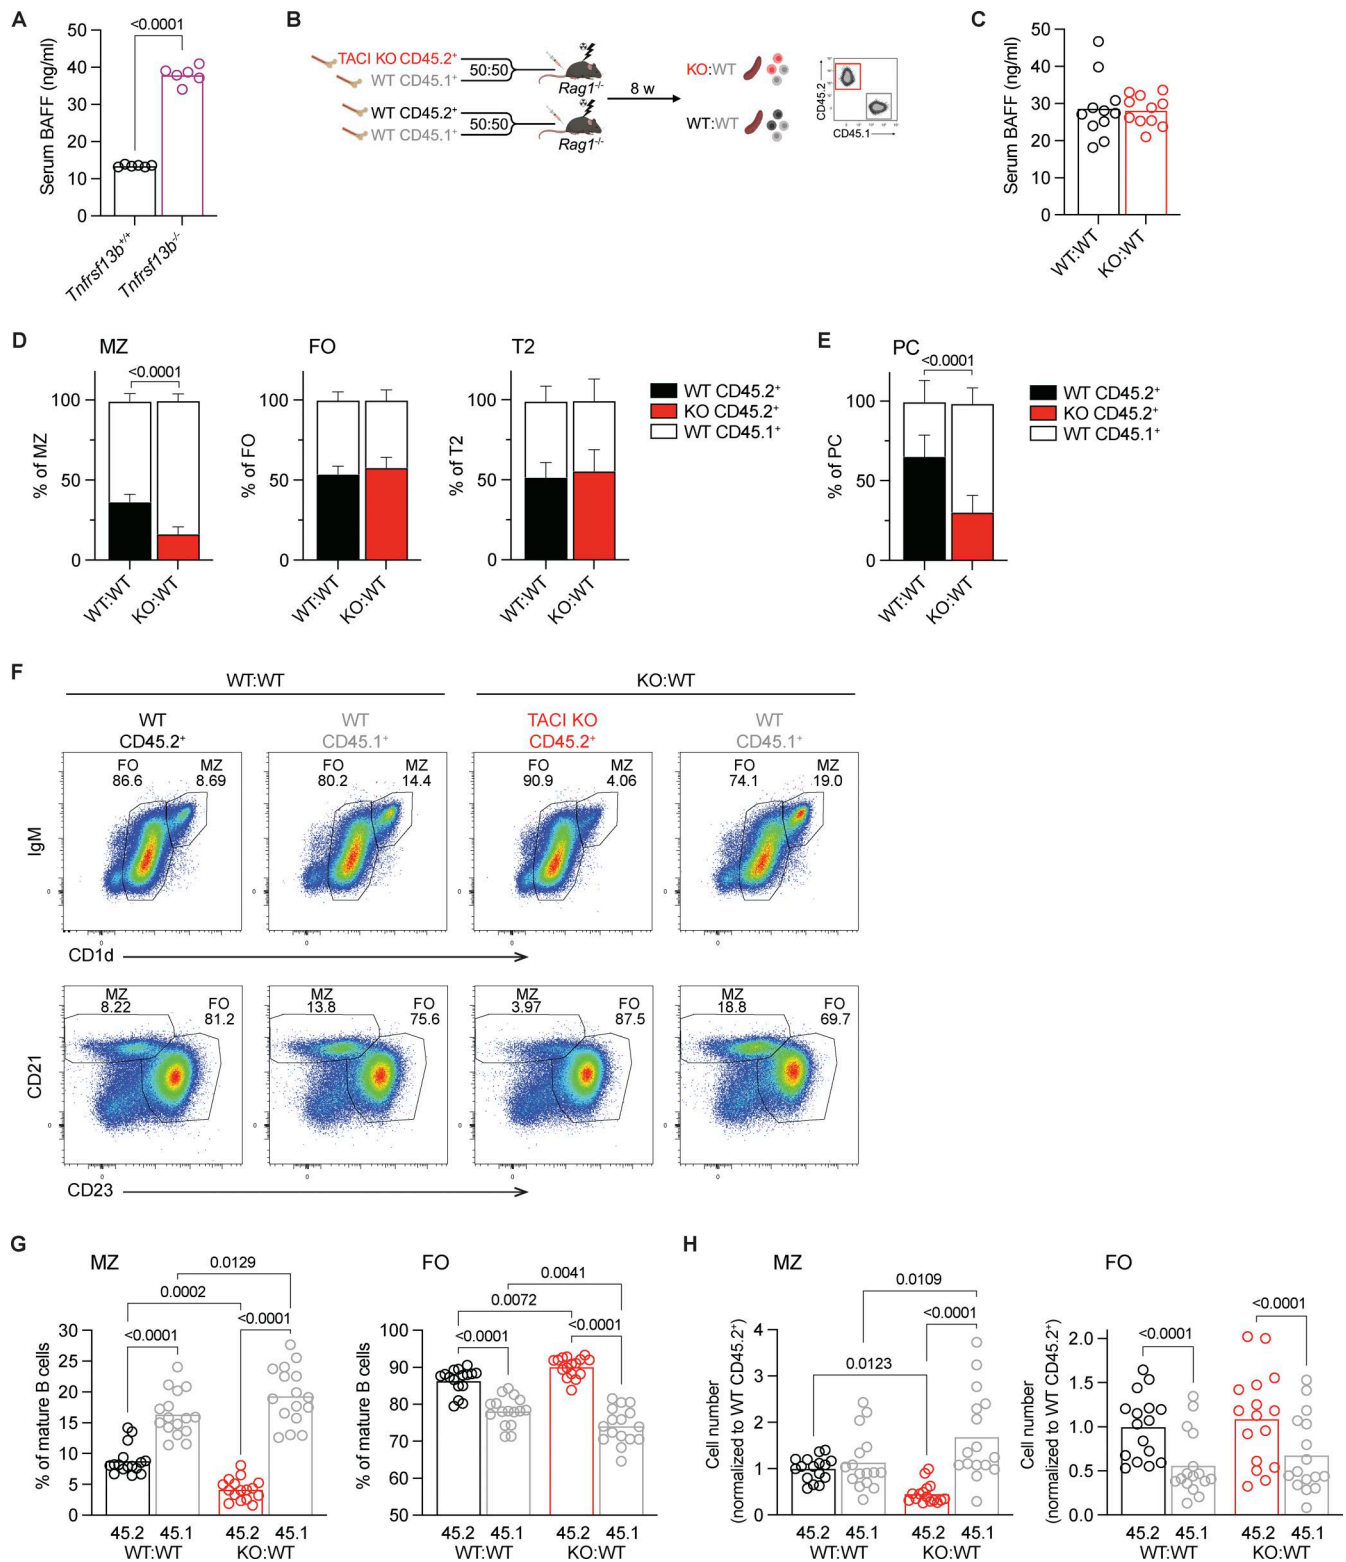 A
<0.0001
Serum BAFF (ng/ml)
50
40
30
20
10
0
Tnfrsf13b+/+
Tnfrsf13b-/-
B
TACI KO CD45.2+
WT CD45.1+
50:50
Rag1-/-
WT CD45.2+
WT CD45.1+
50:50
Rag1-/-
8 w
KO:WT
WT:WT
CD45.2
CD45.1
C
Serum BAFF (ng/ml)
50
40
30
20
10
0
WT:WT
KO:WT
D
MZ
<0.0001
% of MZ
100
50
0
WT:WT
KO:WT
FO
% of FO
100
50
0
WT:WT
KO:WT
T2
% of T2
100
50
0
WT:WT
KO:WT
WT CD45.2+
KO CD45.2+
WT CD45.1+
E
PC
<0.0001
% of PC
100
50
0
WT:WT
KO:WT
WT CD45.2+
KO CD45.2+
WT CD45.1+
F
WT:WT
KO:WT
WT
CD45.2+
WT
CD45.1+
TACI KO
CD45.2+
WT
CD45.1+
FO
86.6
MZ
8.69
FO
80.2
MZ
14.4
FO
90.9
MZ
4.06
FO
74.1
MZ
19.0
IgM
0
0
0
0
0
0
0
0
CD1d
MZ
8.22
FO
81.2
MZ
13.8
FO
75.6
MZ
3.97
FO
87.5
MZ
18.8
FO
69.7
CD21
0
0
0
0
0
0
0
0
CD23
G
MZ
0.0129
0.0002
<0.0001
<0.0001
% of mature B cells
30
25
20
15
10
5
0
45.2 45.1 45.2 45.1
WT:WT KO:WT
FO
0.0041
0.0072
<0.0001
<0.0001
% of mature B cells
100
90
80
70
60
50
45.2 45.1 45.2 45.1
WT:WT KO:WT
H
MZ
0.0109
<0.0001
0.0123
Cell number
(normalized to WT CD45.2+)
4
3
2
1
0
45.2 45.1 45.2 45.1
WT:WT KO:WT
FO
<0.0001
<0.0001
Cell number
(normalized to WT CD45.2+)
2.0
1.5
1.0
0.5
0.0
45.2 45.1 45.2 45.1
WT:WT KO:WT